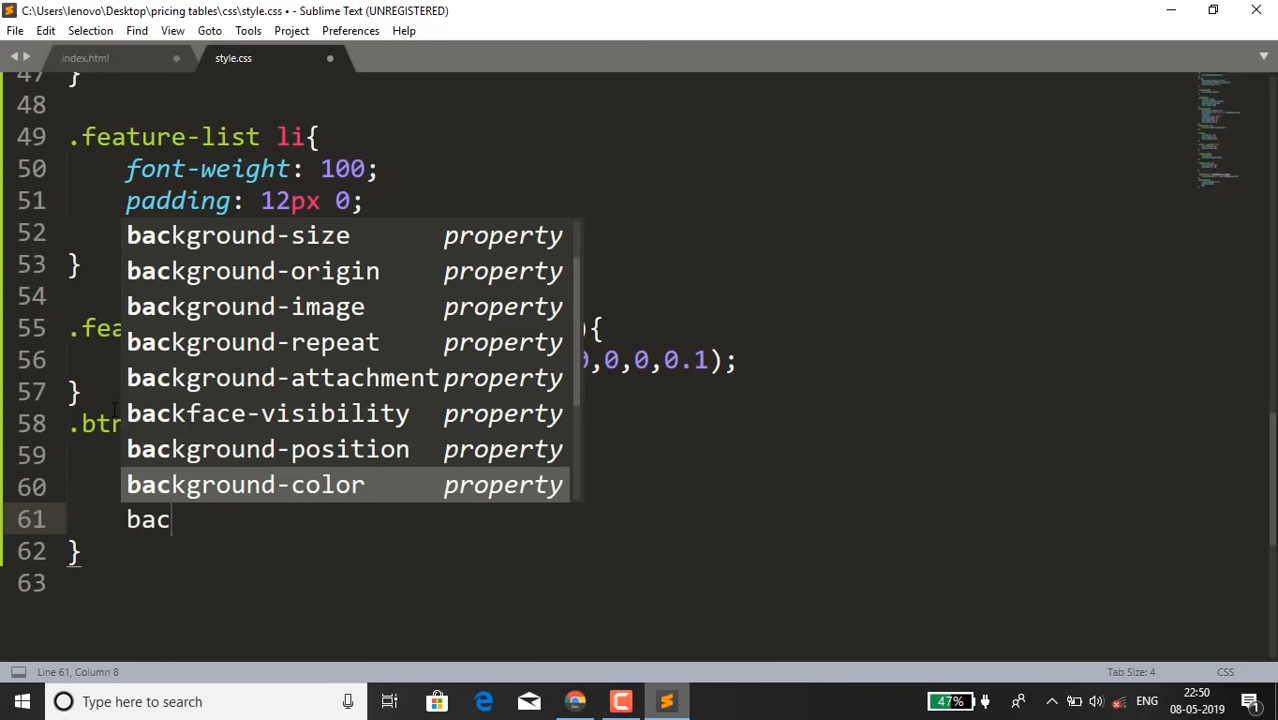 C:\Users\lenovo\Desktop\pricing tables\css\style.css • - Sublime Text (UNREGISTERED)
File Edit Selection Find View Goto Tools Project Preferences Help
index.html style.css
47 }
48
49 .feature-list li{
50 font-weight: 100;
51 padding: 12px 0;
52 background-size property
53 } background-origin property
54 background-image property
55 .fea background-repeat property ){
56 background-attachment property 0,0,0,0.1);
57 } backface-visibility property
58 .btn background-position property
59
60 background-color property
61 bac
62 }
63
Line 61, Column 8 Tab Size: 4 CSS
Type here to search 47% ENG 22:50
08-05-2019 1